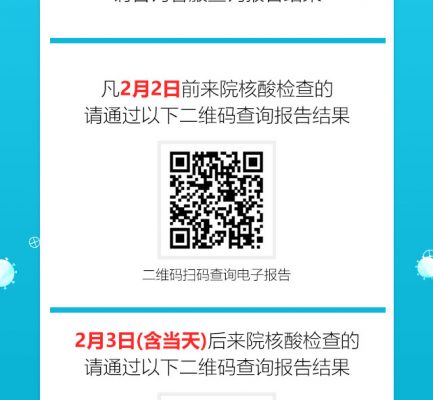 凡2月2日前来院核酸检查的
请通过以下二维码查询报告结果
二维码扫码查询电子报告
2月3日(含当天)后来院核酸检查的
请通过以下二维码查询报告结果